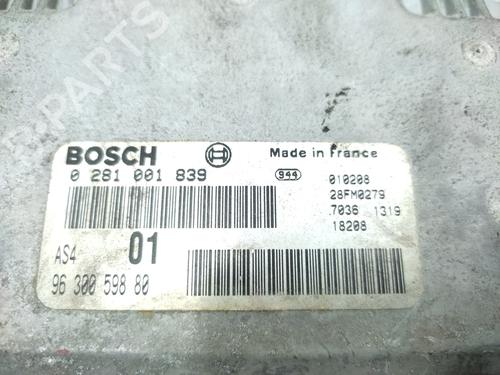 BOSCH Made in France
0 281 001 839 944 010208
28FM0279
7036 1319
18208
AS4 01
96 300 598 80
B-PARTS